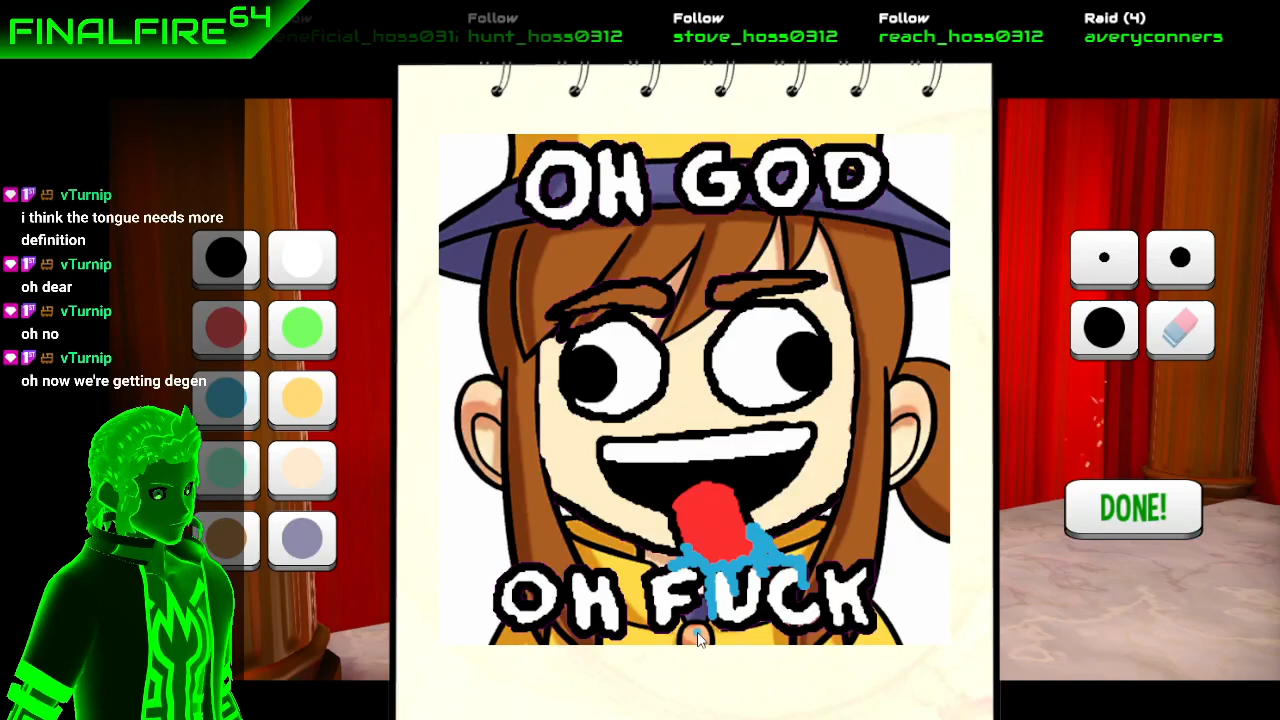 FINALFIRE64
Follow
hunt_hoss0312
Follow
stove_hoss0312
Follow
reach_hoss0312
Raid (4)
averyconners
vTurnip
i think the tongue needs more
definition
vTurnip
oh dear
vTurnip
oh no
vTurnip
oh now we're getting degen
OH GOD
OH FUCK
DONE!